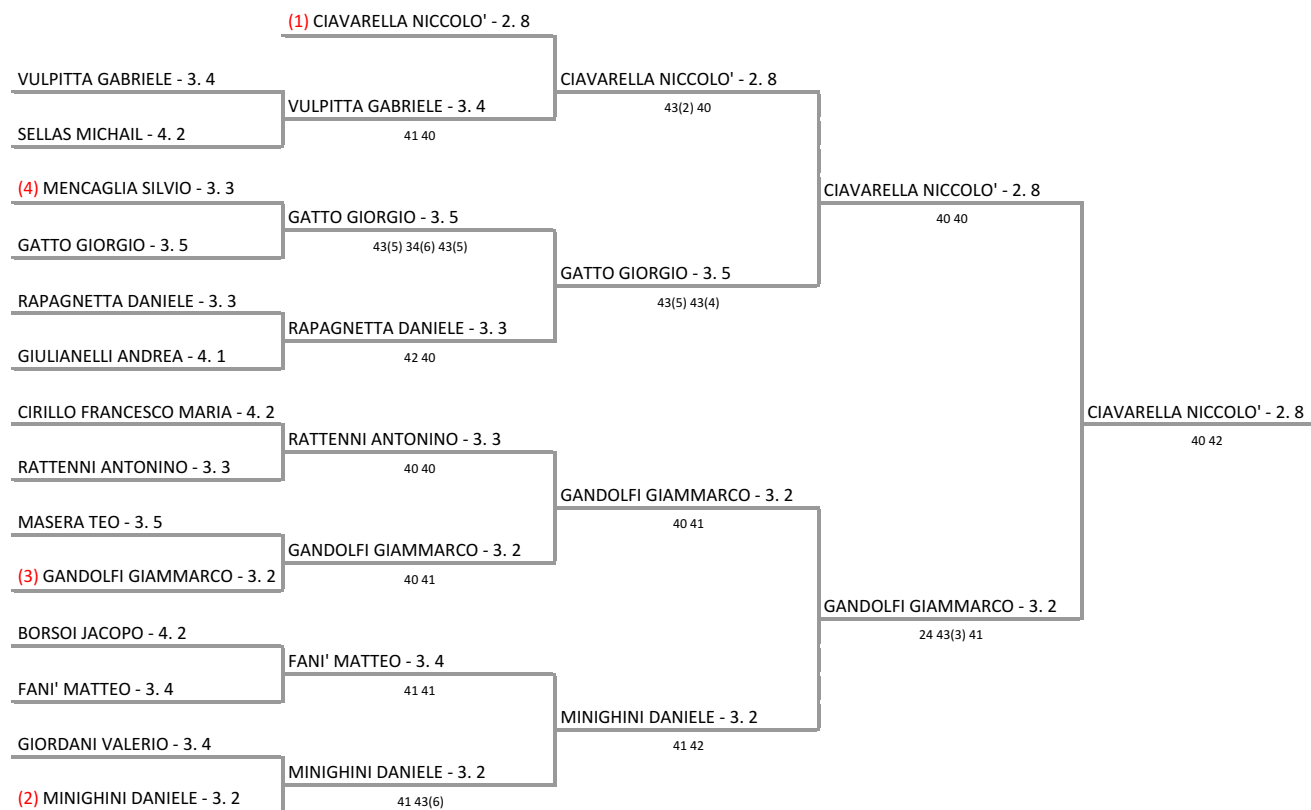 (1) CIAVARELLA NICCOLO' - 2. 8
VULPITTA GABRIELE - 3. 4
SELLAS MICHAIL - 4. 2
(4) MENCAGLIA SILVIO - 3. 3
GATTO GIORGIO - 3. 5
RAPAGNETTA DANIELE - 3. 3
GIULIANELLI ANDREA - 4. 1
CIRILLO FRANCESCO MARIA - 4. 2
RATTENNI ANTONINO - 3. 3
MASERA TEO - 3. 5
(3) GANDOLFI GIAMMARCO - 3. 2
BORSOI JACOPO - 4. 2
FANI' MATTEO - 3. 4
GIORDANI VALERIO - 3. 4
(2) MINIGHINI DANIELE - 3. 2
VULPITTA GABRIELE - 3. 4
41 40
GATTO GIORGIO - 3. 5
43(5) 34(6) 43(5)
RAPAGNETTA DANIELE - 3. 3
42 40
RATTENNI ANTONINO - 3. 3
40 40
GANDOLFI GIAMMARCO - 3. 2
40 41
FANI' MATTEO - 3. 4
41 41
MINIGHINI DANIELE - 3. 2
41 43(6)
CIAVARELLA NICCOLO' - 2. 8
43(2) 40
GATTO GIORGIO - 3. 5
43(5) 43(4)
GANDOLFI GIAMMARCO - 3. 2
40 41
MINIGHINI DANIELE - 3. 2
41 42
CIAVARELLA NICCOLO' - 2. 8
40 40
GANDOLFI GIAMMARCO - 3. 2
24 43(3) 41
CIAVARELLA NICCOLO' - 2. 8
40 42